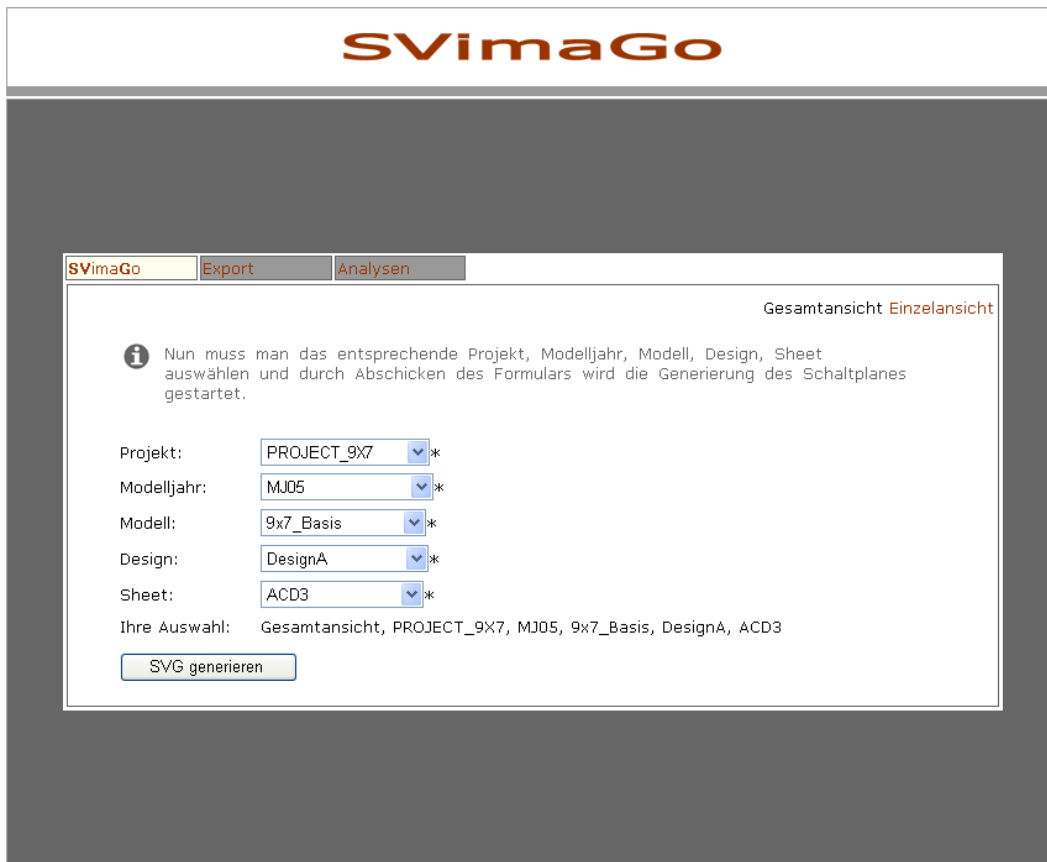 SVimaGo
SVimaGo Export Analysen
Gesamtansicht Einzelansicht
Nun muss man das entsprechende Projekt, Modelljahr, Modell, Design, Sheet
auswählen und durch Abschicken des Formulars wird die Generierung des Schaltplanes
gestartet.
Projekt: PROJECT_9X7 *
Modelljahr: MJ05 *
Modell: 9x7_Basis *
Design: DesignA *
Sheet: ACD3 *
Ihre Auswahl: Gesamtansicht, PROJECT_9X7, MJ05, 9x7_Basis, DesignA, ACD3
SVG generieren